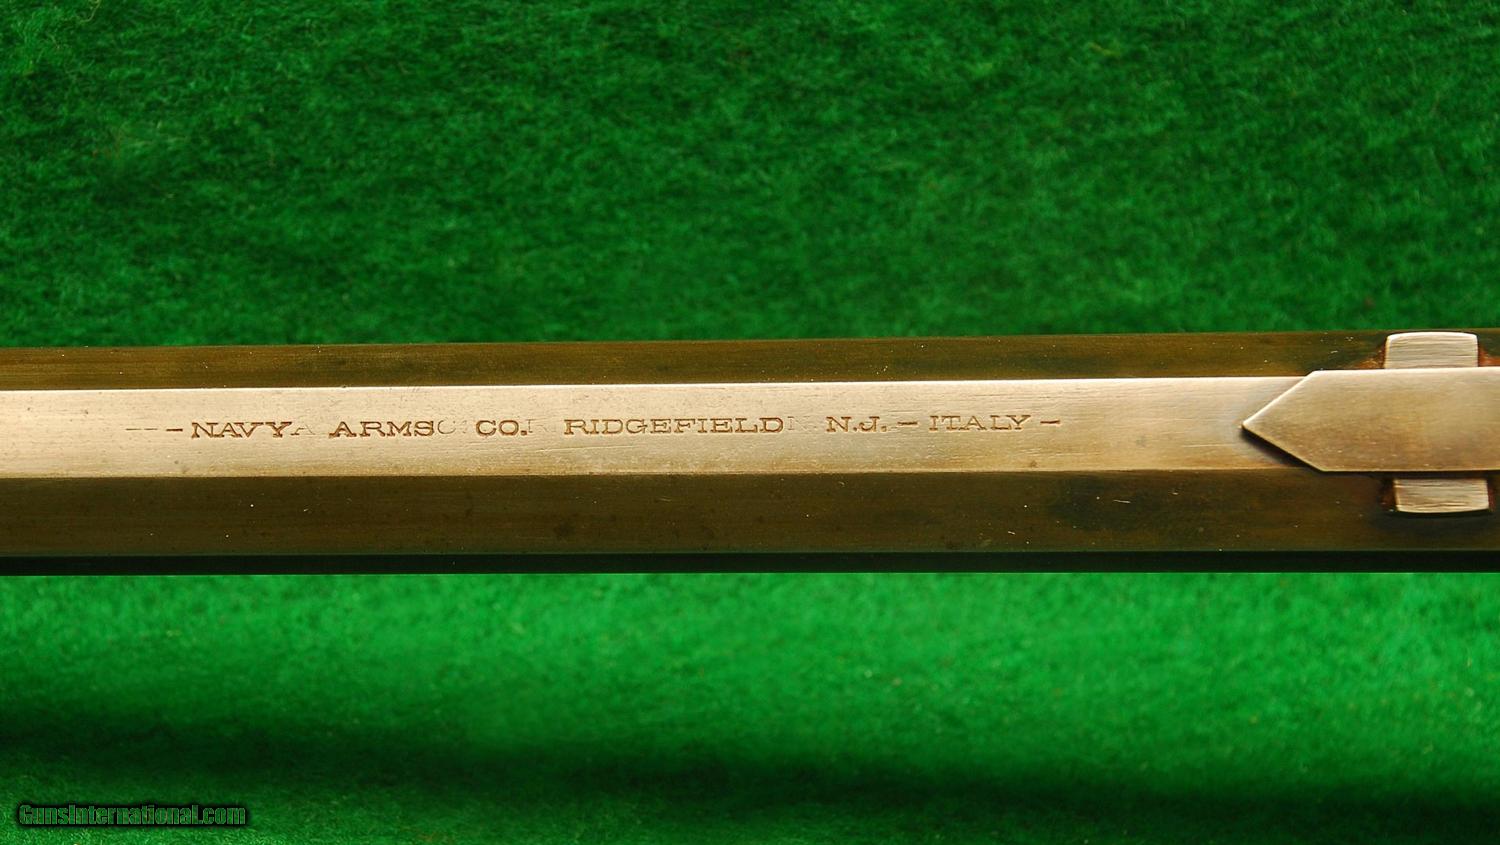 - NAVY ARMS CO. RIDGEFIELD N.J. - ITALY -
GunsInternational.com